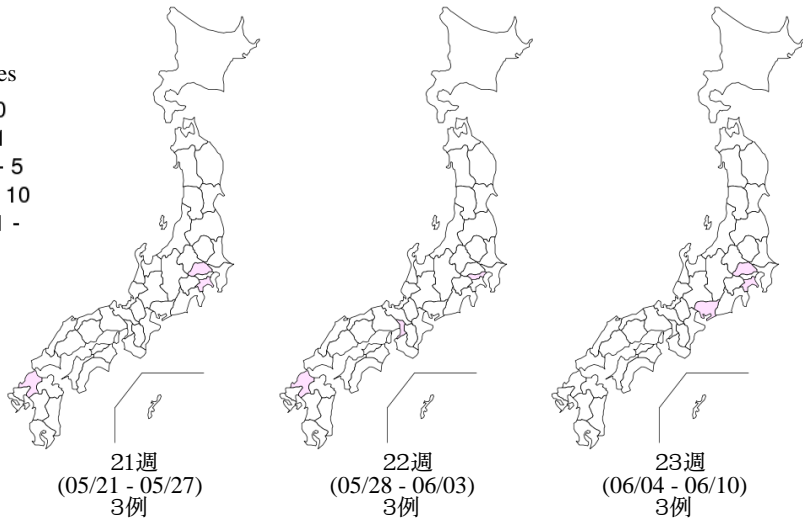 es
0
1
- 5
10
1 -
21週
(05/21 - 05/27)
3例
22週
(05/28 - 06/03)
3例
23週
(06/04 - 06/10)
3例